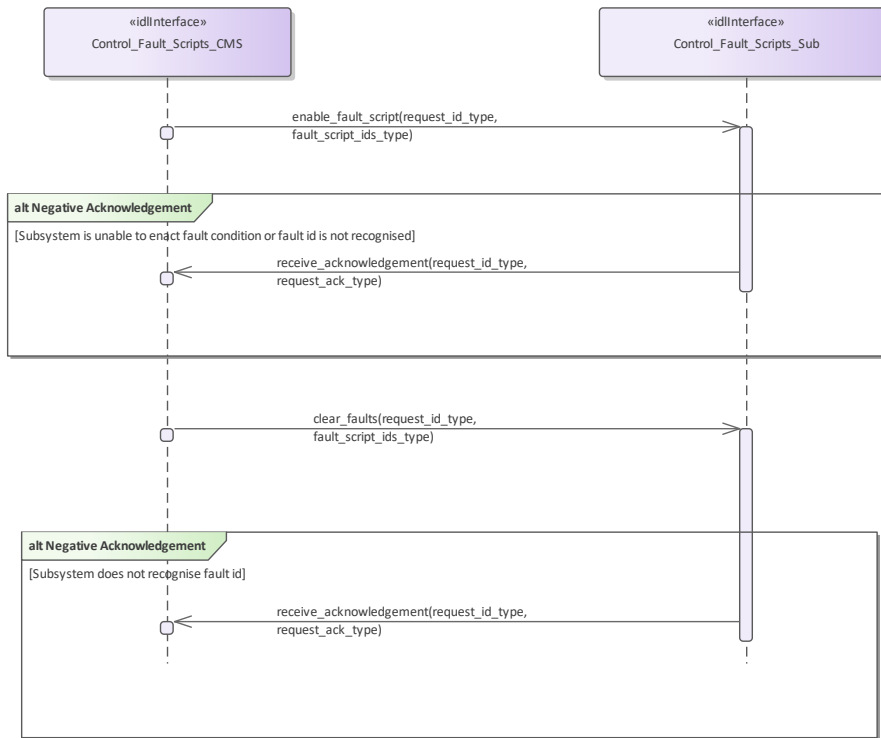 «idlInterface»
Control_Fault_Scripts_CMS
«idlInterface»
Control_Fault_Scripts_Sub
enable_fault_script(request_id_type,
fault_script_ids_type)
alt Negative Acknowledgement
[Subsystem is unable to enact fault condition or fault id is not recognised]
receive_acknowledgement(request_id_type,
request_ack_type)
clear_faults(request_id_type,
fault_script_ids_type)
alt Negative Acknowledgement
[Subsystem does not recognise fault id]
receive_acknowledgement(request_id_type,
request_ack_type)